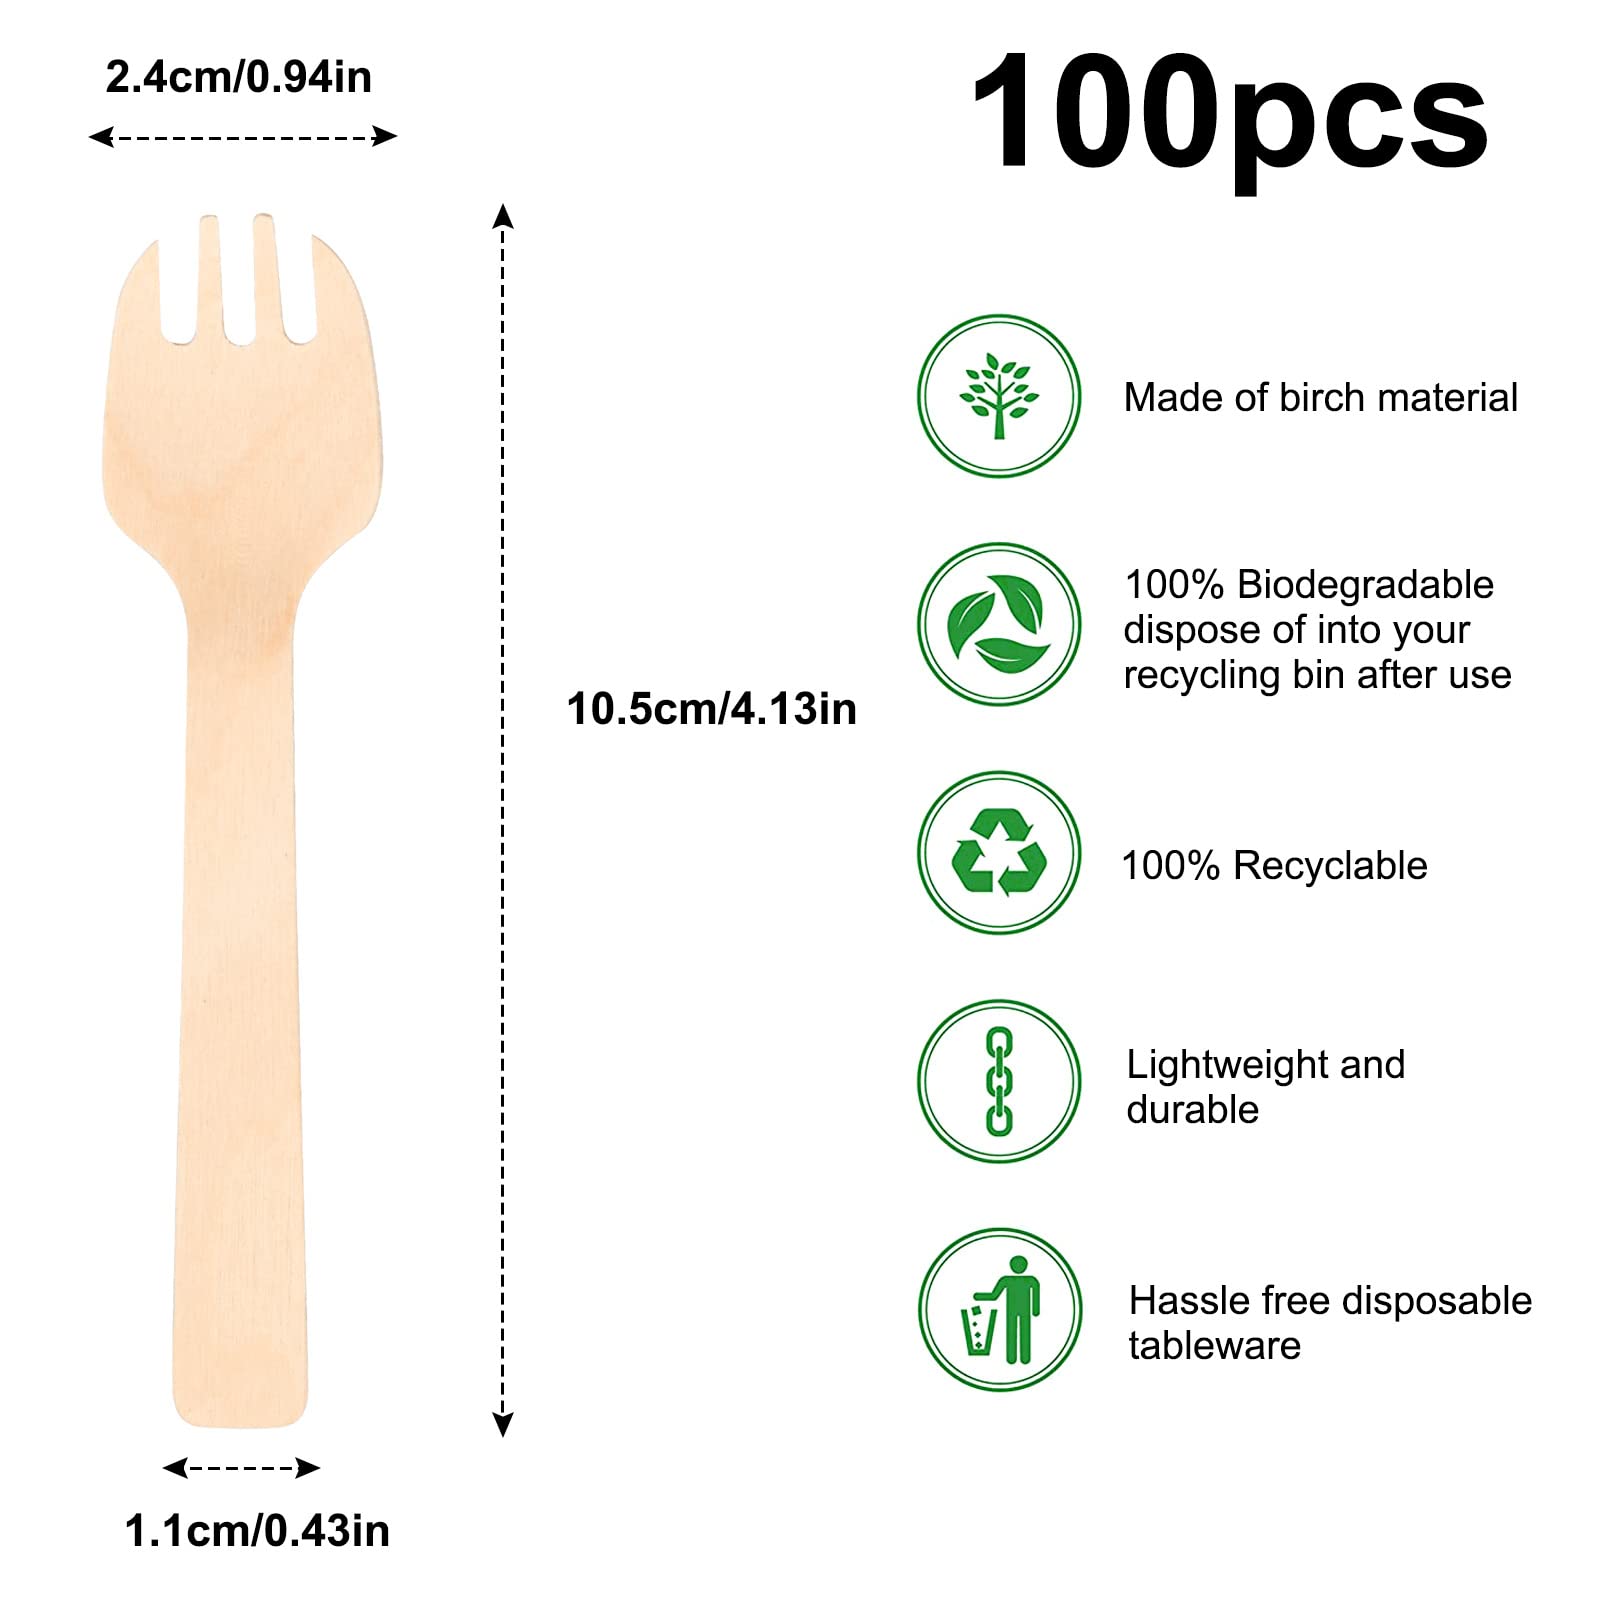 2.4cm/0.94in
100pcs
Made of birch material
100% Biodegradable
dispose of into your
recycling bin after use
10.5cm/4.13in
100% Recyclable
Lightweight and
durable
Hassle free disposable
tableware
1.1cm/0.43in